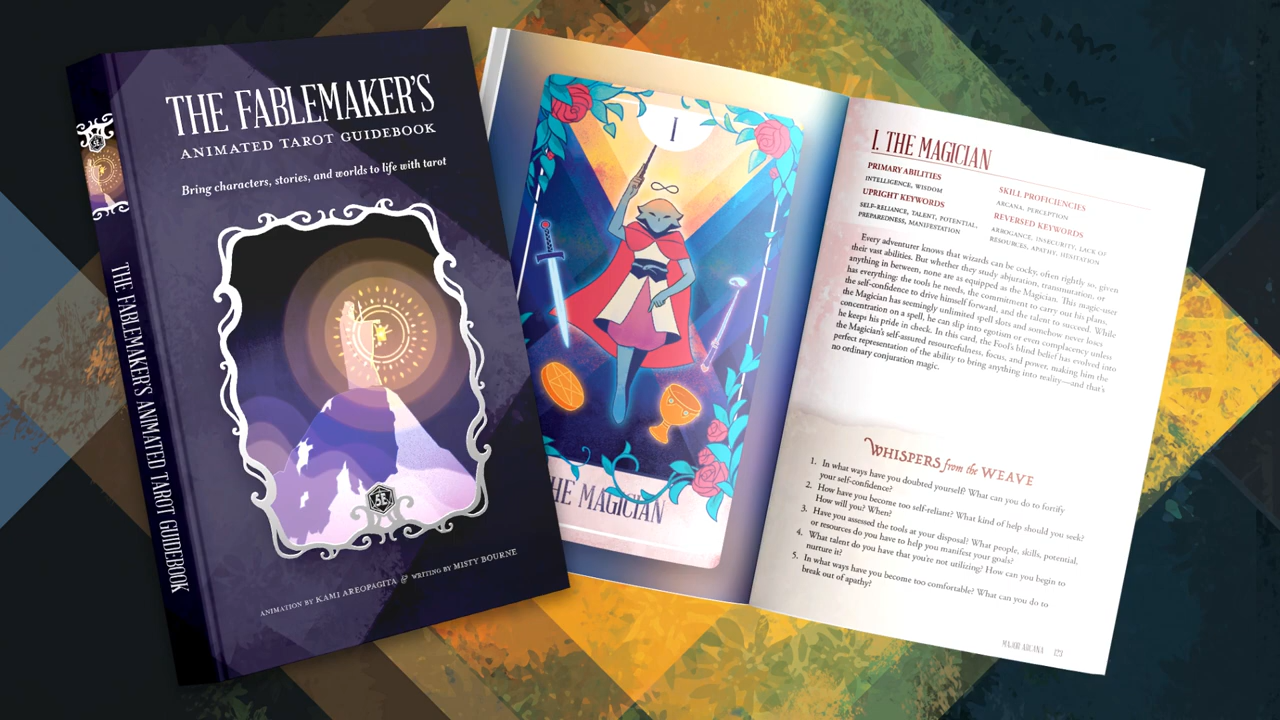 THE FABLEMAKER'S
ANIMATED TAROT GUIDEBOOK
Bring characters, stories, and worlds to life with tarot
5E
ANIMATION BY KAMI AREOPAGITA & WRITING BY MISTY BOURNE
THE FABLEMAKER'S ANIMATED TAROT GUIDEBOOK
I
THE MAGICIAN
I. THE MAGICIAN
PRIMARY ABILITIES
INTELLIGENCE, WISDOM
UPRIGHT KEYWORDS
SELF-RELIANCE, TALENT, POTENTIAL,
PREPAREDNESS, MANIFESTATION
SKILL PROFICIENCIES
ARCANA, PERCEPTION
REVERSED KEYWORDS
ARROGANCE, INSECURITY, LACK OF
RESOURCES, APATHY, HESITATION
Every adventurer knows that wizards can be cocky, often rightly so, given
their vast abilities. But whether they study abjuration, transmutation, or
anything in between, none are as equipped as the Magician. This magic-user
has everything: the tools he needs, the commitment to carry out his plans,
the self-confidence to drive himself forward, and the talent to succeed. While
the Magician has seemingly unlimited spell slots and somehow never loses
concentration on a spell, he can slip into egotism or even complacency unless
he keeps his pride in check. In this card, the Fool's blind belief has evolved into
the Magician's self-assured resourcefulness, focus, and power, making him the
perfect representation of the ability to bring anything into reality—and that's
no ordinary conjuration magic.
WHISPERS from the WEAVE
1. In what ways have you doubted yourself? What can you do to fortify
your self-confidence?
2. How have you become too self-reliant? What kind of help should you seek?
How will you? When?
3. Have you assessed the tools at your disposal? What people, skills, potential,
or resources do you have to help you manifest your goals?
4. What talent do you have that you're not utilizing? How can you begin to
nurture it?
5. In what ways have you become too comfortable? What can you do to
break out of apathy?
MAJOR ARCANA